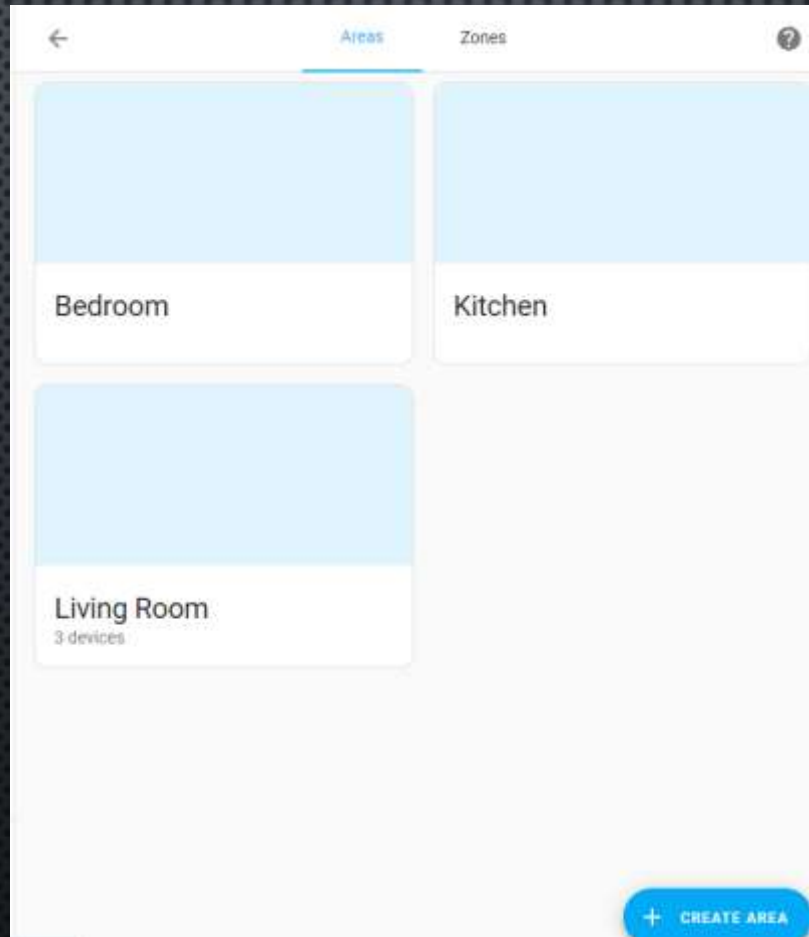 Areas Zones
Bedroom
Kitchen
Living Room
3 devices
+ CREATE AREA